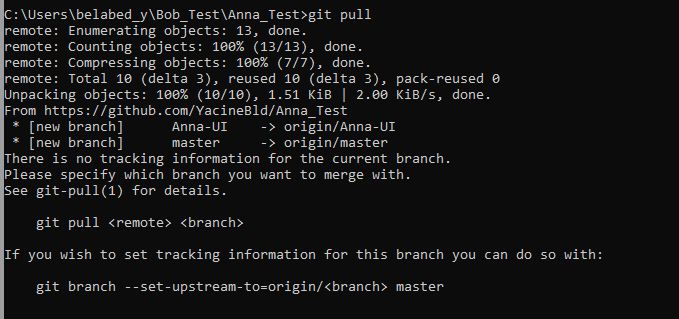 C:\Users\belabed_y\Bob_Test\Anna_Test>git pull
remote: Enumerating objects: 13, done.
remote: Counting objects: 100% (13/13), done.
remote: Compressing objects: 100% (7/7), done.
remote: Total 10 (delta 3), reused 10 (delta 3), pack-reused 0
Unpacking objects: 100% (10/10), 1.51 KiB | 2.00 KiB/s, done.
From https://github.com/YacineBld/Anna_Test
 * [new branch]      Anna-UI    -> origin/Anna-UI
 * [new branch]      master     -> origin/master
There is no tracking information for the current branch.
Please specify which branch you want to merge with.
See git-pull(1) for details.

    git pull <remote> <branch>

If you wish to set tracking information for this branch you can do so with:

    git branch --set-upstream-to=origin/<branch> master